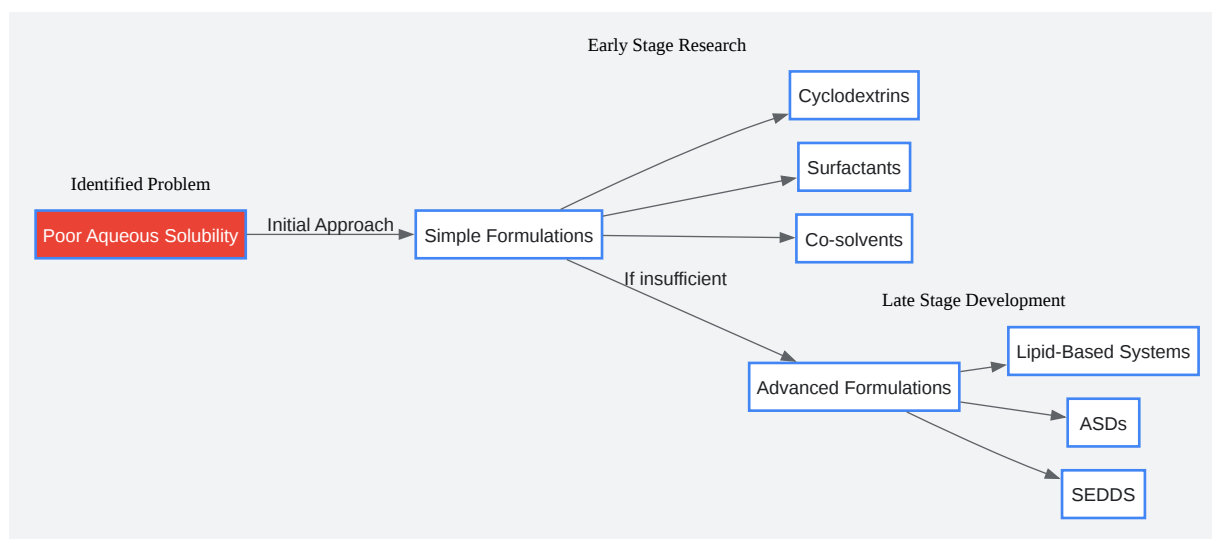 Early Stage Research
Cyclodextrins
Surfactants
Identified Problem
Poor Aqueous Solubility
Initial Approach
Simple Formulations
Co-solvents
If insufficient
Late Stage Development
Lipid-Based Systems
Advanced Formulations
ASDs
SEDDS